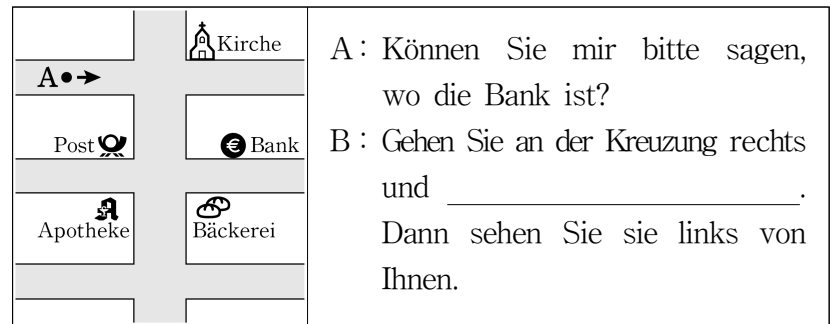 Kirche
A
Post
€ Bank
Apotheke
Bäckerei
A : Können Sie mir bitte sagen,
wo die Bank ist?
B : Gehen Sie an der Kreuzung rechts
und ____________________.
Dann sehen Sie sie links von
Ihnen.